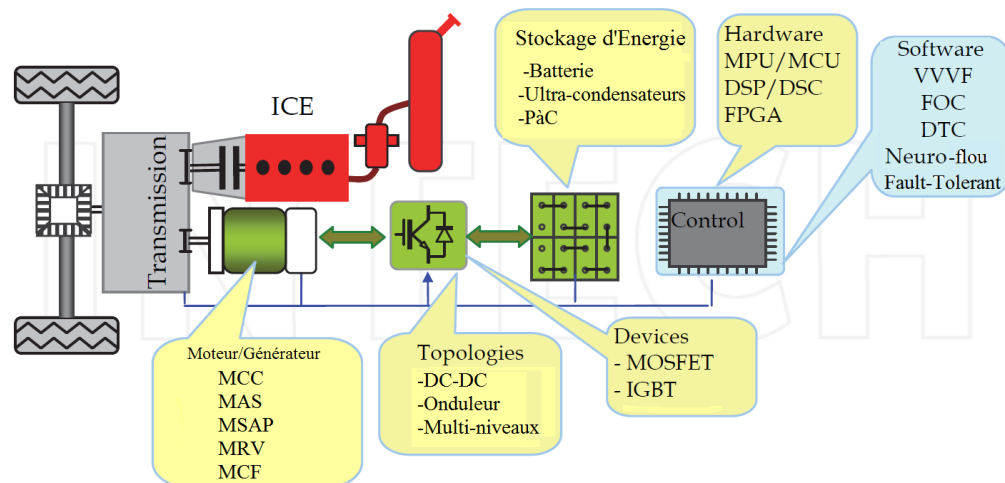 Stockage d'Energie
-Batterie
-Ultra-condensateurs
-PàC
Hardware
MPU/MCU
DSP/DSC
FPGA
Software
VVVF
FOC
DTC
Neuro-flou
Fault-Tolerant
ICE
Transmission
Control
Moteur/Générateur
MCC
MAS
MSAP
MRV
MCF
Topologies
-DC-DC
-Onduleur
-Multi-niveaux
Devices
- MOSFET
- IGBT